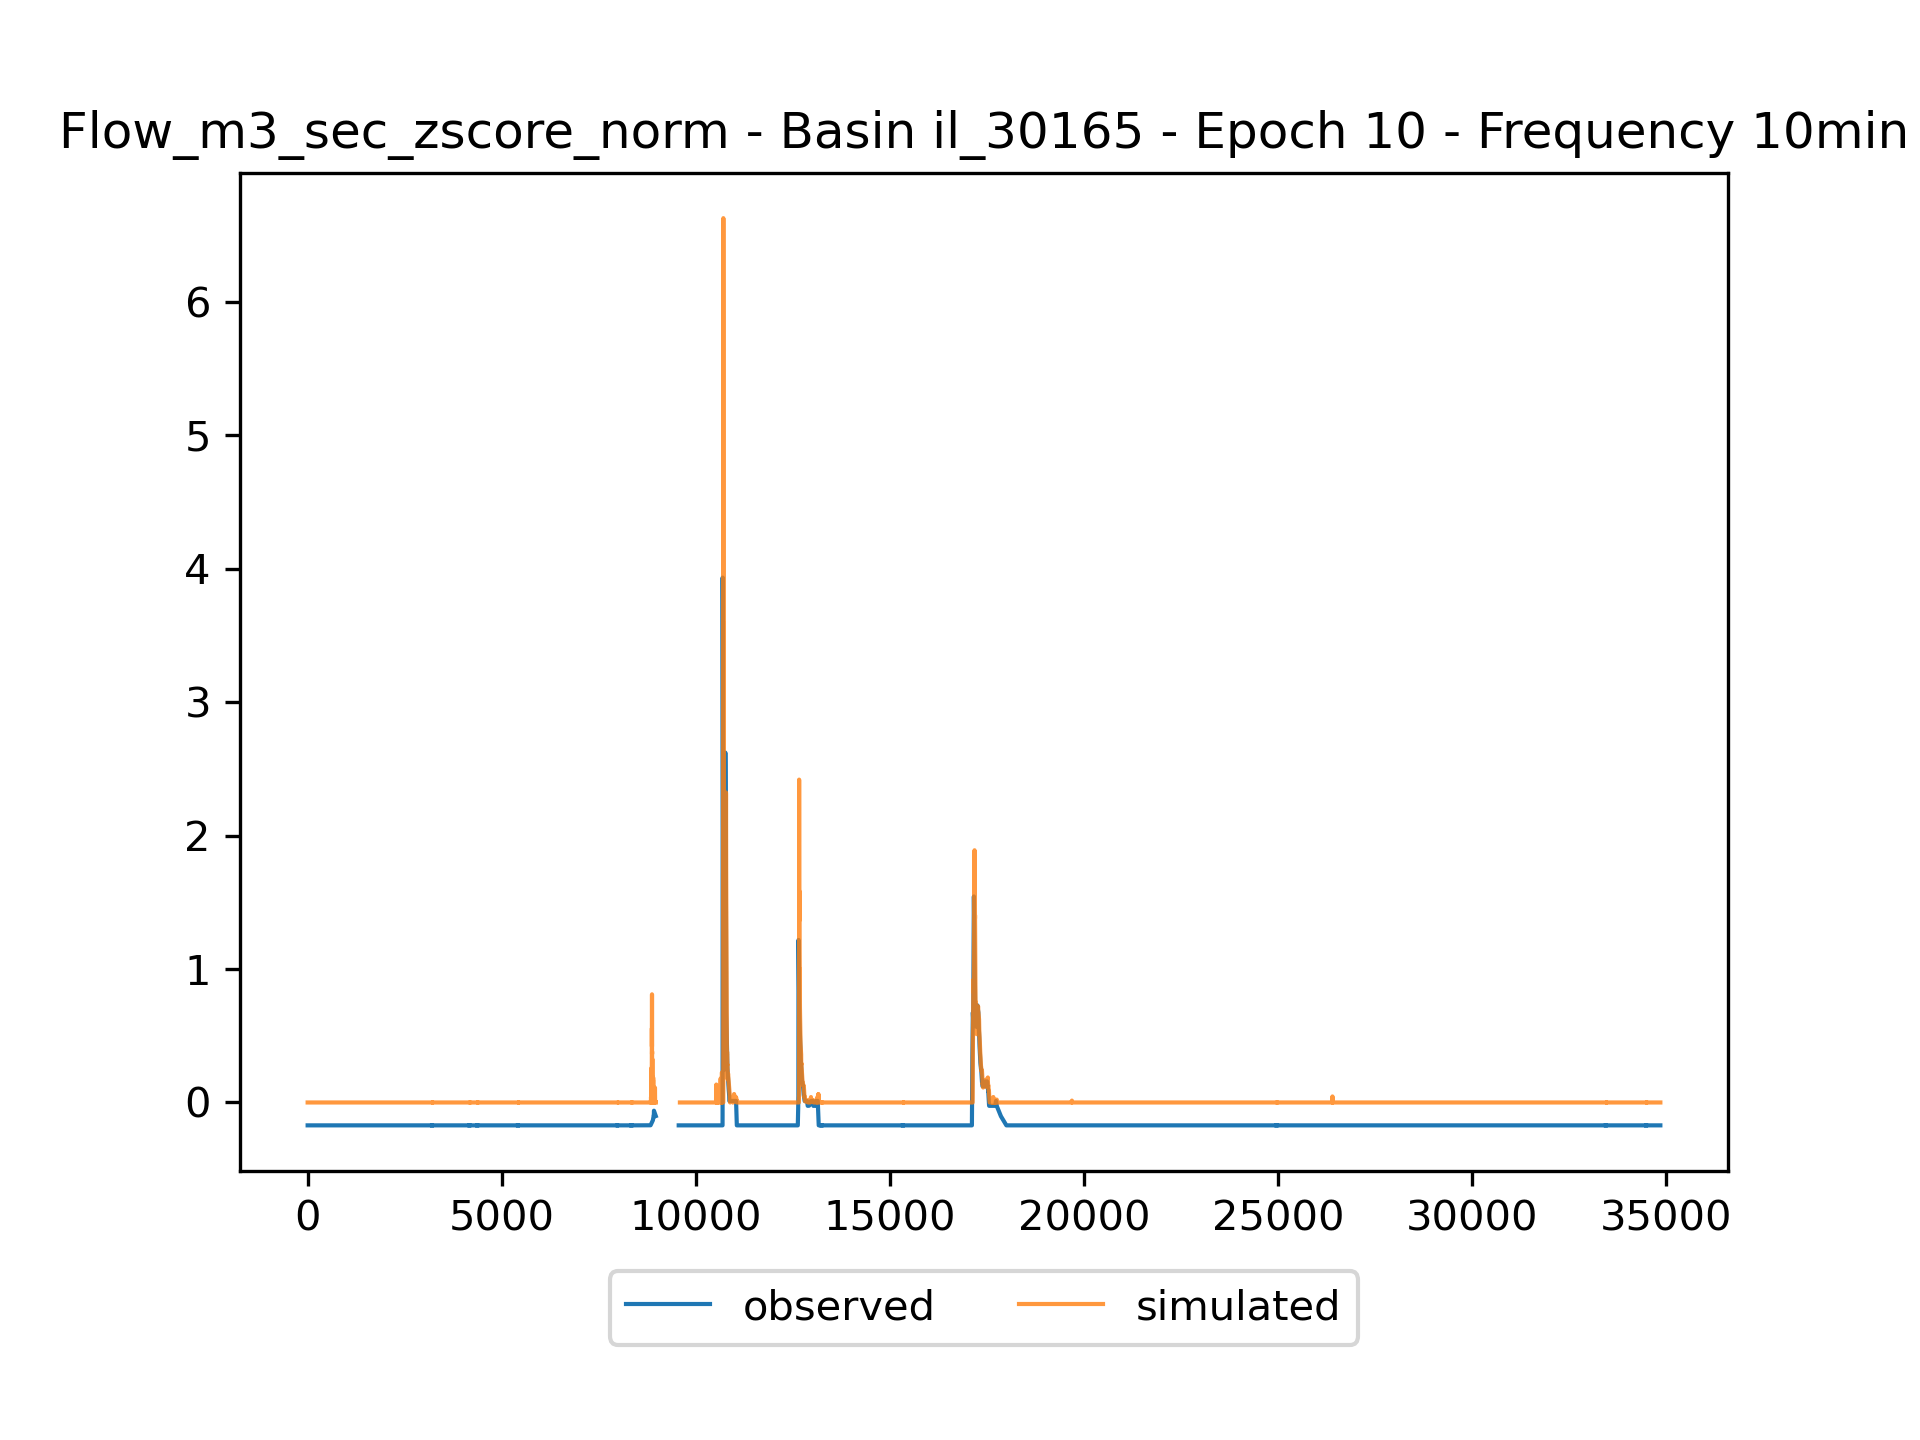 Flow_m3_sec_zscore_norm - Basin il_30165 - Epoch 10 - Frequency 10min
6
5
4
3
2
1
0
0 5000 10000 15000 20000 25000 30000 35000
observed simulated